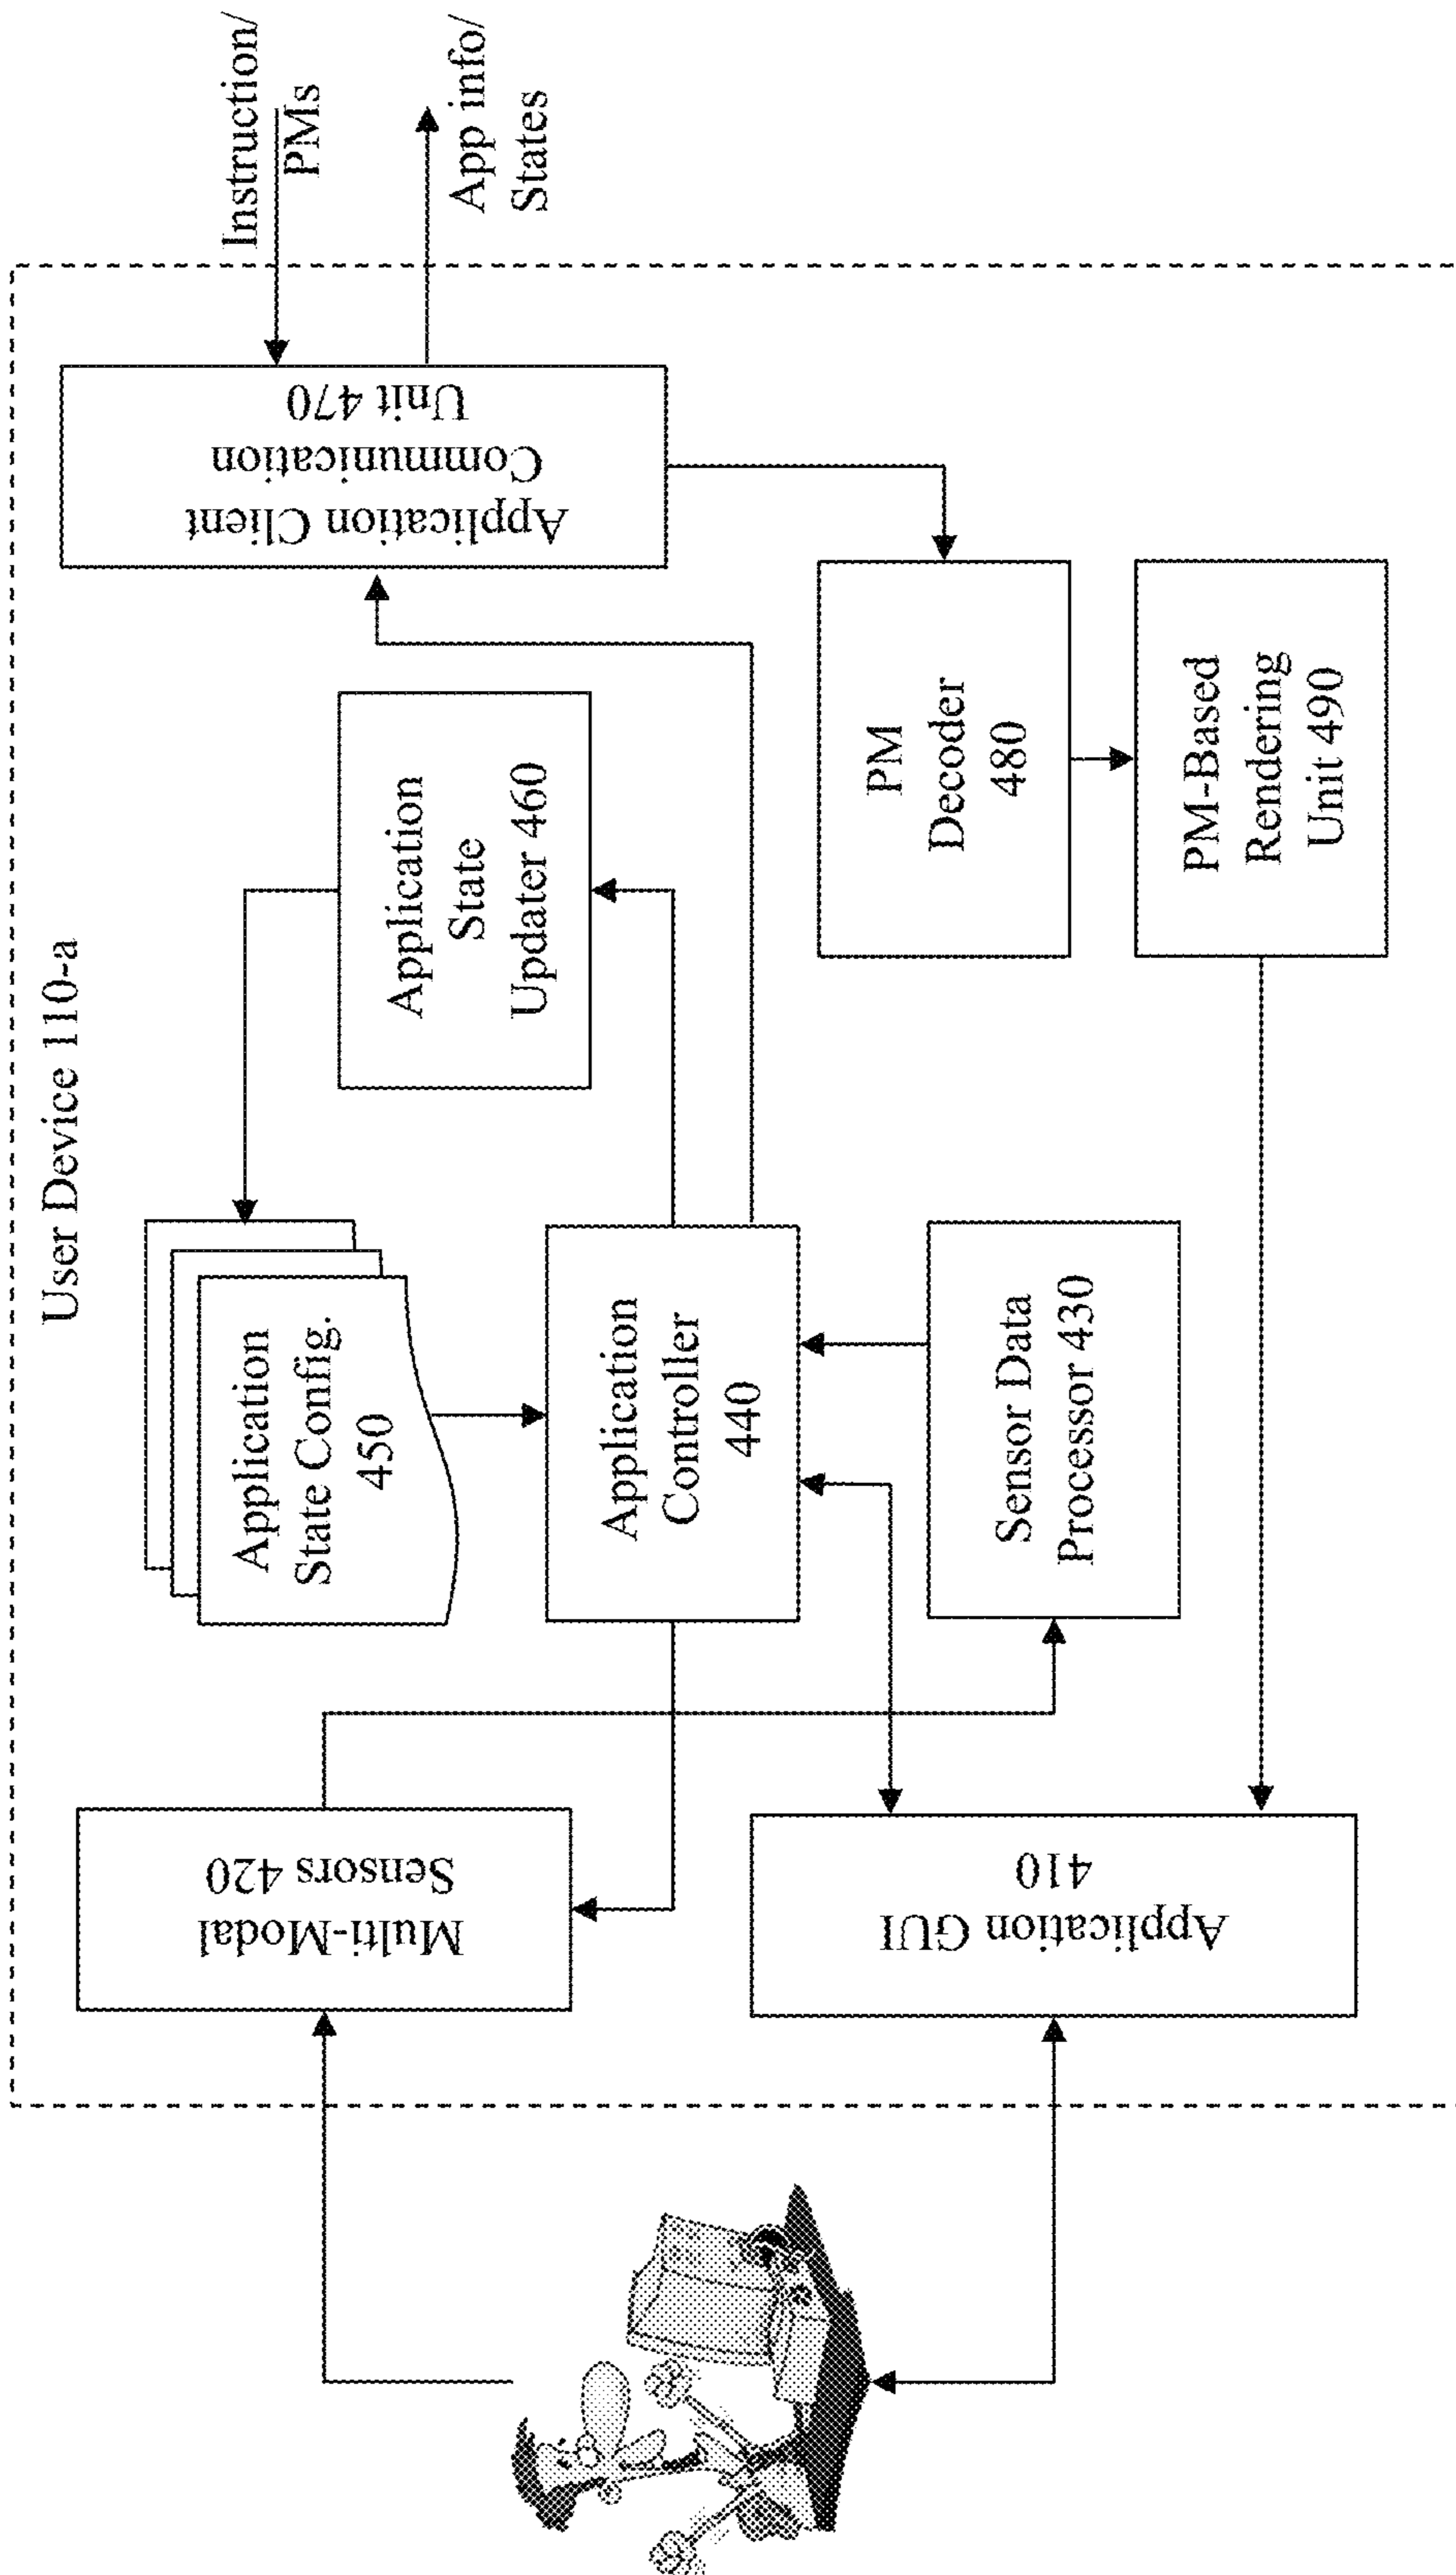 User Device 110-a
Multi-Modal
Sensors 420
Application
State Config.
450
Application
State
Updater 460
Application Client
Communication
Unit 470
Instruction/
PMs
App info/
States
Application
Controller
440
Application GUI
410
Sensor Data
Processor 430
PM
Decoder
480
PM-Based
Rendering
Unit 490